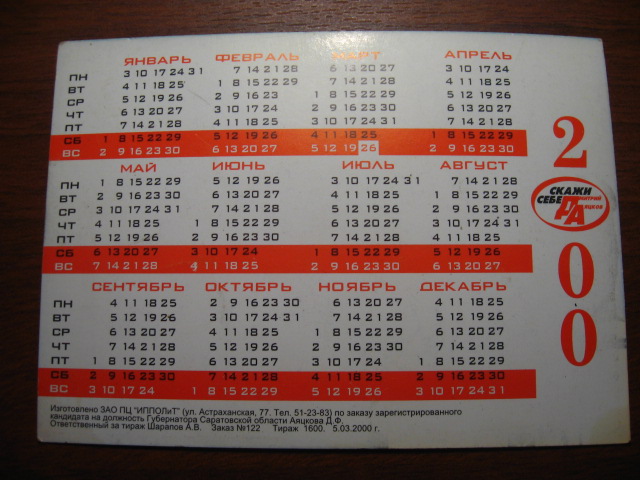 ЯНВАРЬ ФЕВРАЛЬ МАРТ АПРЕЛЬ
ПН 3 10 17 24 31 7 14 21 28 6 13 20 27 3 10 17 24
ВТ 4 11 18 25 1 8 15 22 29 7 14 21 28 4 11 18 25
СР 5 12 19 26 2 9 16 23 1 8 15 22 29 5 12 19 26
ЧТ 6 13 20 27 3 10 17 24 2 9 16 23 30 6 13 20 27
ПТ 7 14 21 28 4 11 18 25 3 10 17 24 31 7 14 21 28
СБ 1 8 15 22 29 5 12 19 26 4 11 18 25 1 8 15 22 29
ВС 2 9 16 23 30 6 13 20 27 5 12 19 26 2 9 16 23 30
МАЙ ИЮНЬ ИЮЛЬ АВГУСТ
ПН 1 8 15 22 29 5 12 19 26 3 10 17 24 31 7 14 21 28
ВТ 2 9 16 23 30 6 13 20 27 4 11 18 25 1 8 15 22 29
СР 3 10 17 24 31 7 14 21 28 5 12 19 26 2 9 16 23 30
ЧТ 4 11 18 25 1 8 15 22 29 6 13 20 27 3 10 17 24 31
ПТ 5 12 19 26 2 9 16 23 30 7 14 21 28 4 11 18 25
СБ 6 13 20 27 3 10 17 24 1 8 15 22 29 5 12 19 26
ВС 7 14 21 28 4 11 18 25 2 9 16 23 30 6 13 20 27
СЕНТЯБРЬ ОКТЯБРЬ НОЯБРЬ ДЕКАБРЬ
ПН 4 11 18 25 2 9 16 23 30 6 13 20 27 4 11 18 25
ВТ 5 12 19 26 3 10 17 24 31 7 14 21 28 5 12 19 26
СР 6 13 20 27 4 11 18 25 1 8 15 22 29 6 13 20 27
ЧТ 7 14 21 28 5 12 19 26 2 9 16 23 30 7 14 21 28
ПТ 1 8 15 22 29 6 13 20 27 3 10 17 24 1 8 15 22 29
СБ 2 9 16 23 30 7 14 21 28 4 11 18 25 2 9 16 23 30
ВС 3 10 17 24 1 8 15 22 29 5 12 19 26 3 10 17 24 31
2
СКАЖИ
СЕБЕ ДМИТРИЙ
ДА АЯЦКОВ
0
0
Изготовлено ЗАО ПЦ "ИППОЛиТ" (ул. Астраханская, 77. Тел. 51-23-83) по заказу зарегистрированного
кандидата на должность Губернатора Саратовской области Аяцкова Д.Ф.
Ответственный за тираж Шарапов А.В. Заказ №122 Тираж 1600. 5.03.2000 г.